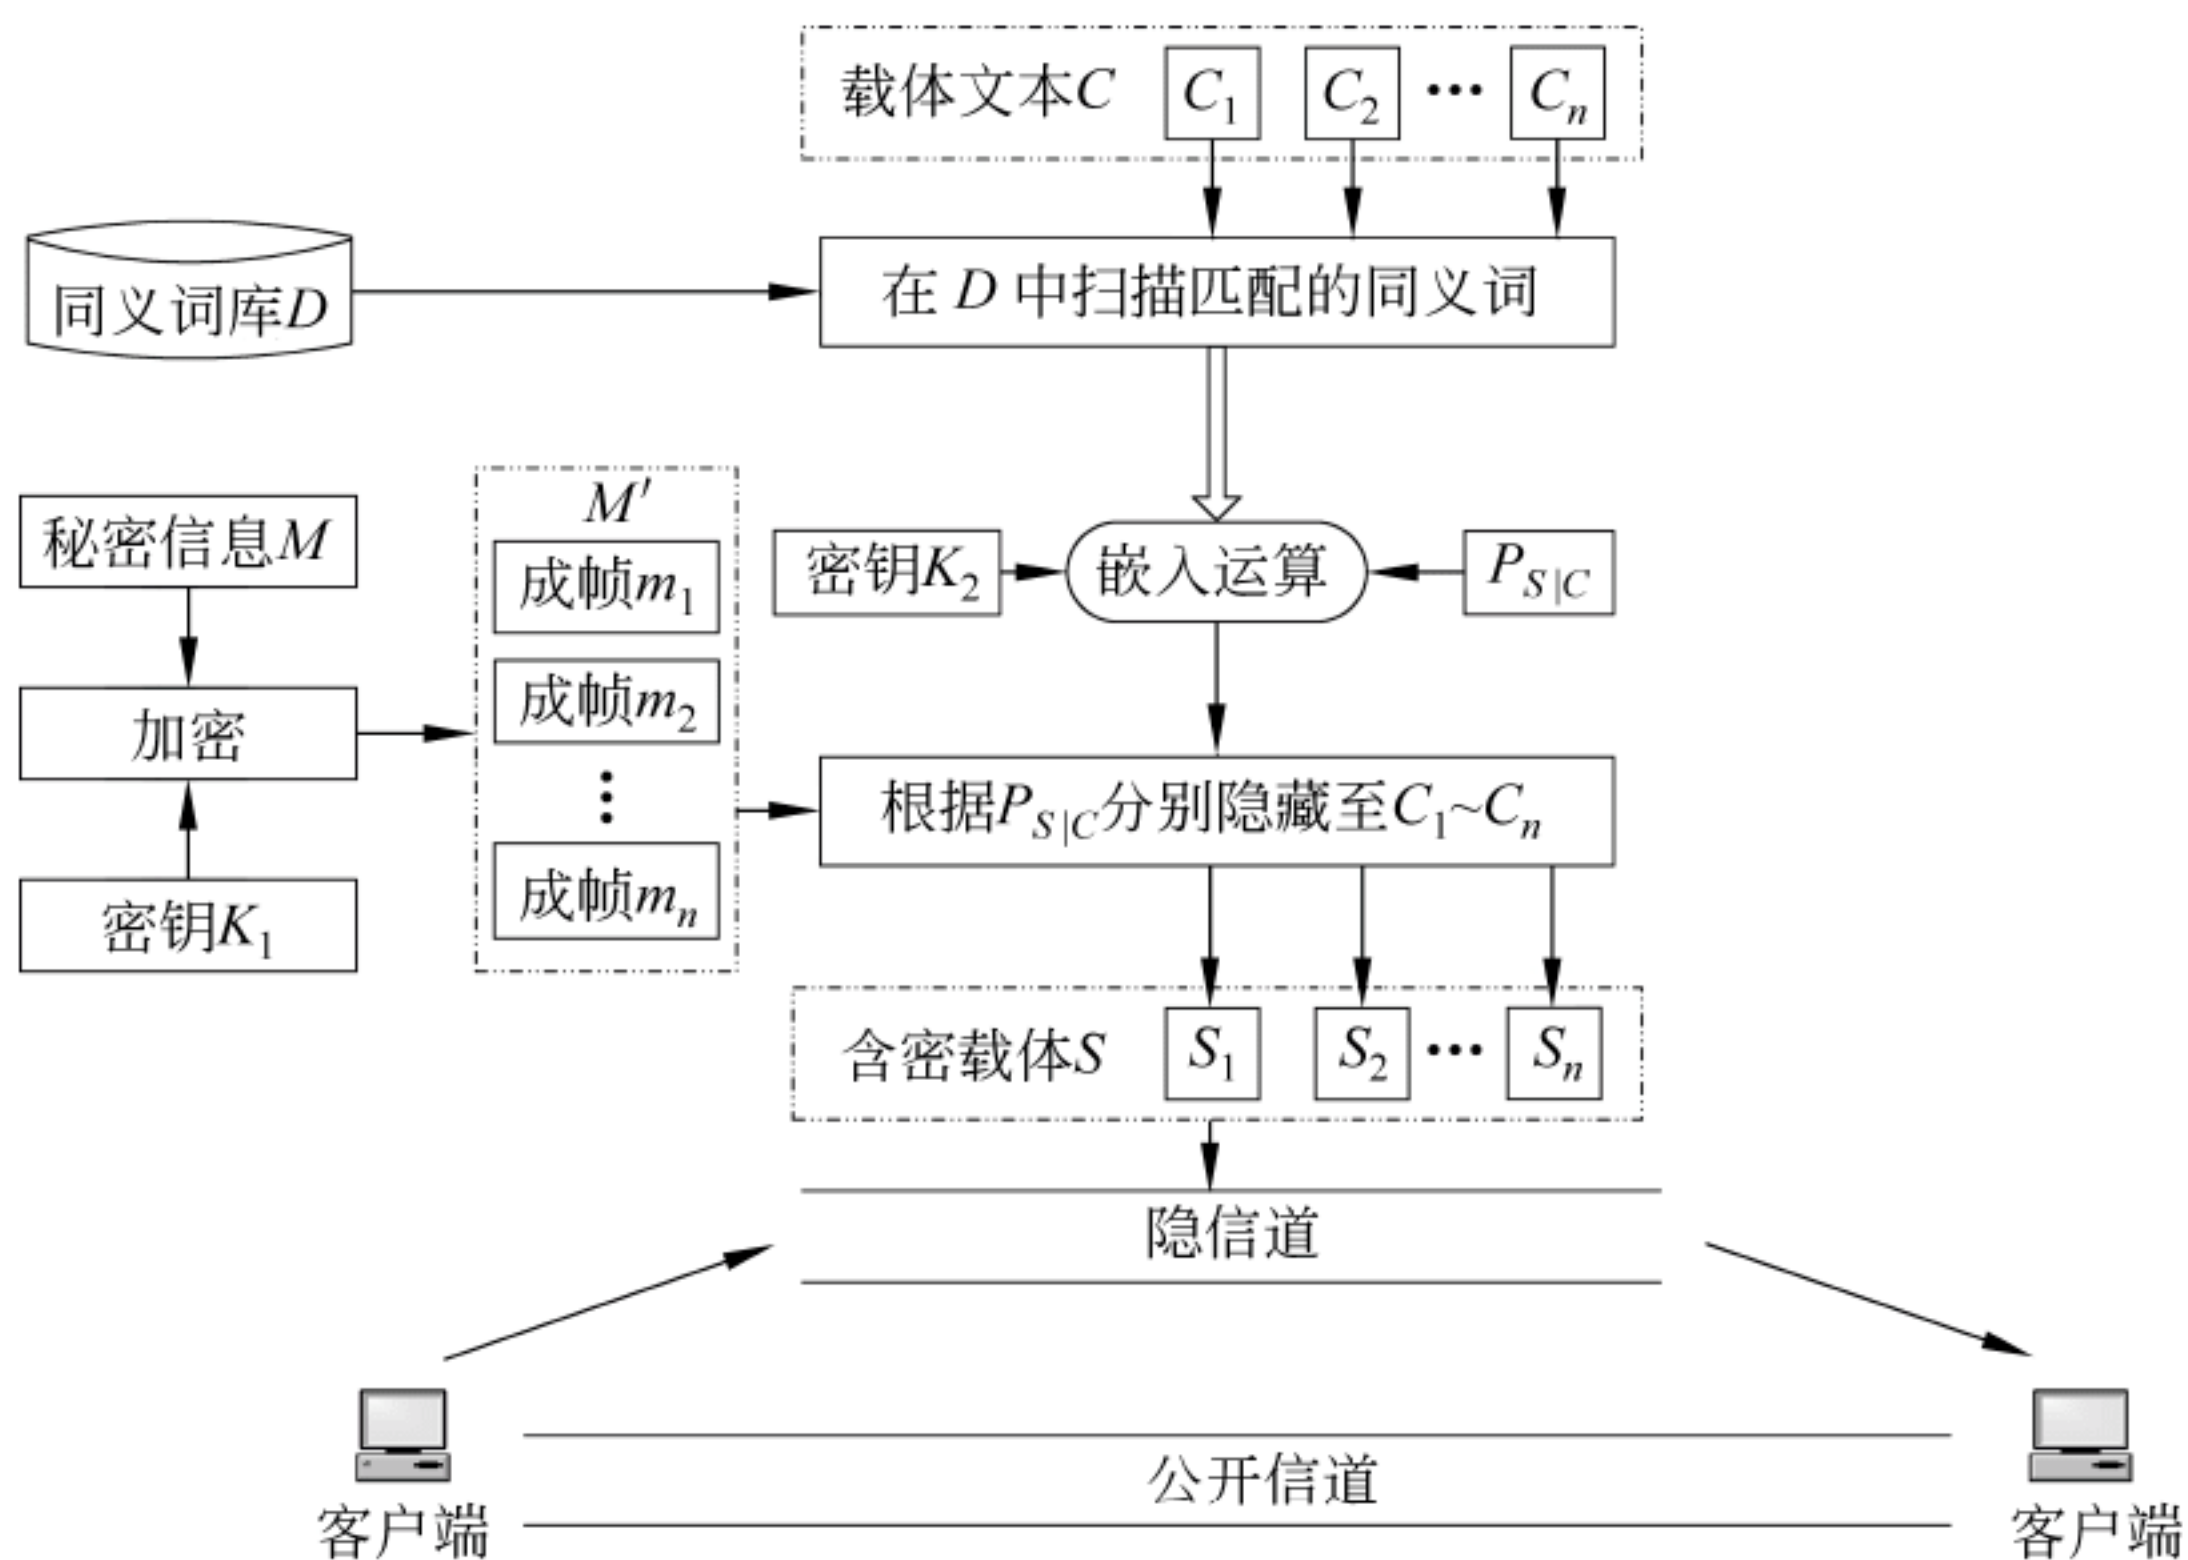 载体文本C C1 C2 ··· Cn
同义词库D
在 D 中扫描匹配的同义词
秘密信息M
加密
密钥K1
M′
成帧m1
成帧m2
⋮
成帧mn
密钥K2
嵌入运算
PS|C
根据PS|C分别隐藏至C1~Cn
含密载体S S1 S2 ··· Sn
隐信道
公开信道
客户端
客户端